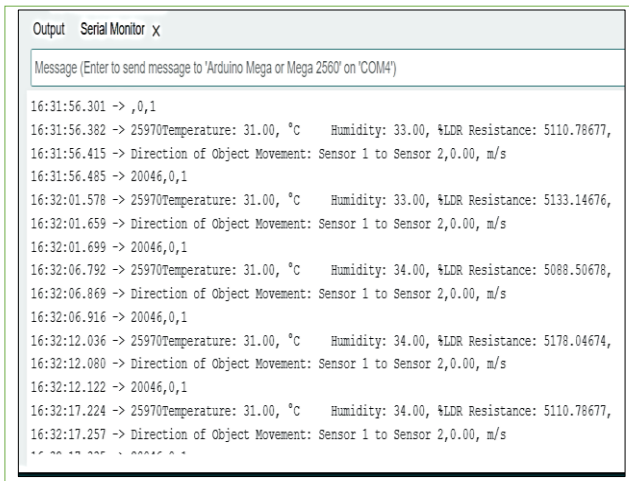 Output Serial Monitor x
Message (Enter to send message to 'Arduino Mega or Mega 2560' on 'COM4')
16:31:56.301 -> ,0,1
16:31:56.382 -> 25970Temperature: 31.00, °C Humidity: 33.00, %LDR Resistance: 5110.78677,
16:31:56.415 -> Direction of Object Movement: Sensor 1 to Sensor 2,0.00, m/s
16:31:56.485 -> 20046,0,1
16:32:01.578 -> 25970Temperature: 31.00, °C Humidity: 33.00, %LDR Resistance: 5133.14676,
16:32:01.659 -> Direction of Object Movement: Sensor 1 to Sensor 2,0.00, m/s
16:32:01.699 -> 20046,0,1
16:32:06.792 -> 25970Temperature: 31.00, °C Humidity: 34.00, %LDR Resistance: 5088.50678,
16:32:06.869 -> Direction of Object Movement: Sensor 1 to Sensor 2,0.00, m/s
16:32:06.916 -> 20046,0,1
16:32:12.036 -> 25970Temperature: 31.00, °C Humidity: 34.00, %LDR Resistance: 5178.04674,
16:32:12.080 -> Direction of Object Movement: Sensor 1 to Sensor 2,0.00, m/s
16:32:12.122 -> 20046,0,1
16:32:17.224 -> 25970Temperature: 31.00, °C Humidity: 34.00, %LDR Resistance: 5110.78677,
16:32:17.257 -> Direction of Object Movement: Sensor 1 to Sensor 2,0.00, m/s